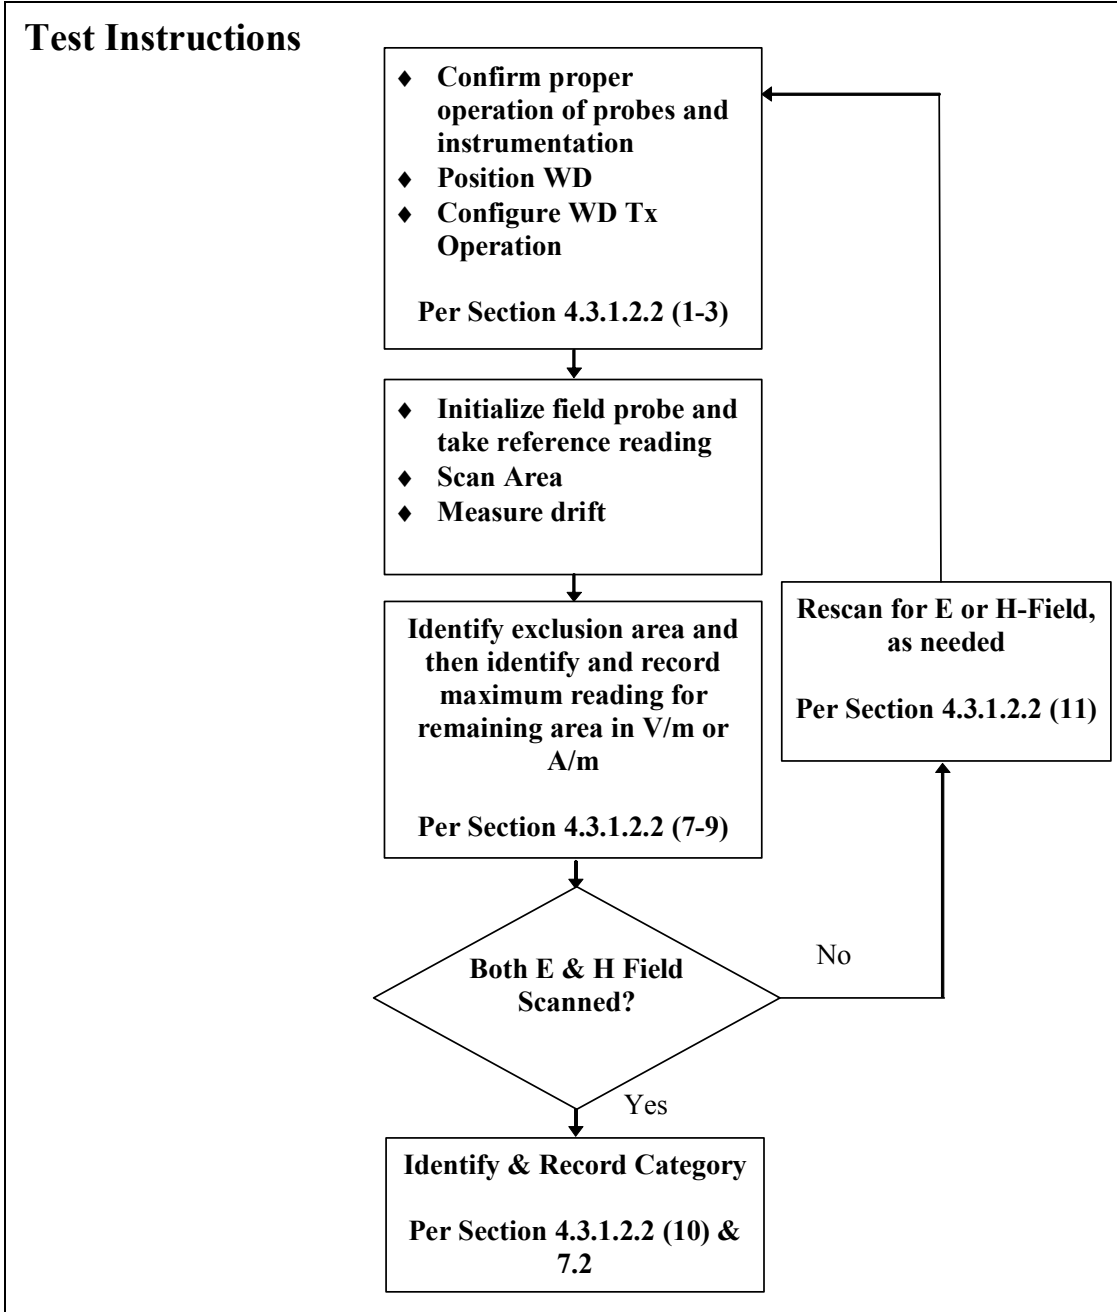 Test Instructions
♦ Confirm proper
operation of probes and
instrumentation
♦ Position WD
♦ Configure WD Tx
Operation
Per Section 4.3.1.2.2 (1-3)
♦ Initialize field probe and
take reference reading
♦ Scan Area
♦ Measure drift
Identify exclusion area and
then identify and record
maximum reading for
remaining area in V/m or
A/m
Per Section 4.3.1.2.2 (7-9)
Rescan for E or H-Field,
as needed
Per Section 4.3.1.2.2 (11)
Both E & H Field
Scanned?
No
Yes
Identify & Record Category
Per Section 4.3.1.2.2 (10) &
7.2